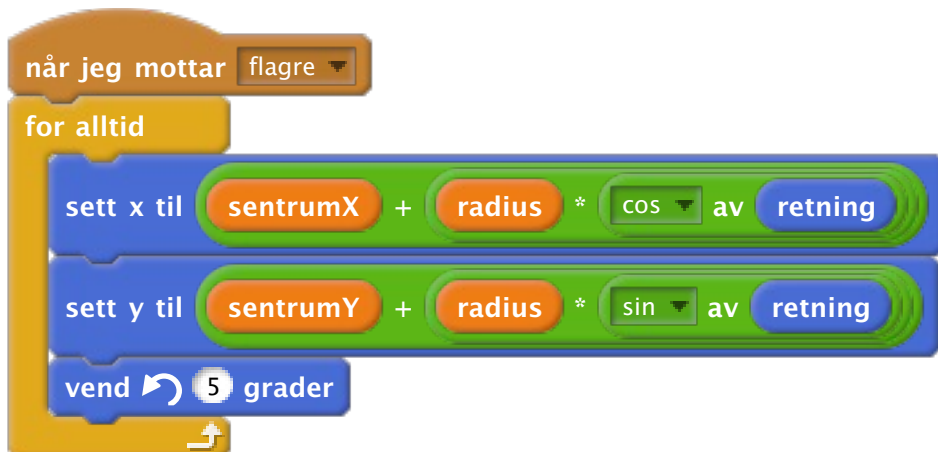 når jeg mottar flagre
for alltid
sett x til sentrumX + radius * cos av retning
sett y til sentrumY + radius * sin av retning
vend 5 grader